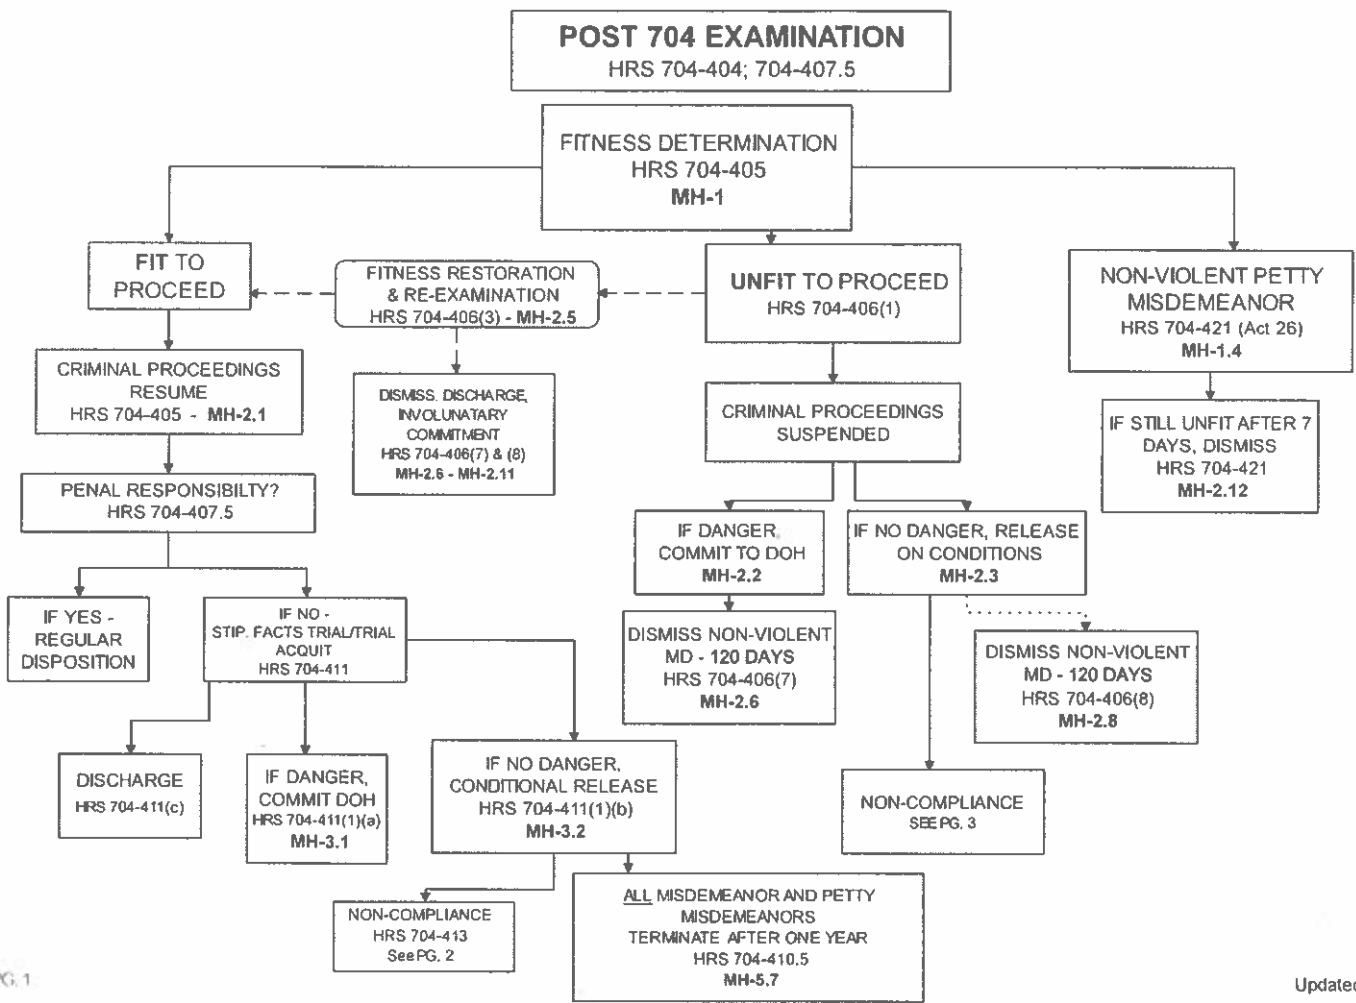 POST 704 EXAMINATION
HRS 704-404; 704-407.5
FITNESS DETERMINATION
HRS 704-405
MH-1
FIT TO
PROCEED
FITNESS RESTORATION
& RE-EXAMINATION
HRS 704-406(3) - MH-2.5
UNFIT TO PROCEED
HRS 704-406(1)
NON-VIOLENT PETTY
MISDEMEANOR
HRS 704-421 (Act 26)
MH-1.4
CRIMINAL PROCEEDINGS
RESUME
HRS 704-405 - MH-2.1
DISMISS. DISCHARGE,
INVOLUNATARY
COMMITMENT
HRS 704-406(7) & (8)
MH-2.6 - MH-2.11
CRIMINAL PROCEEDINGS
SUSPENDED
IF STILL UNFIT AFTER 7
DAYS, DISMISS
HRS 704-421
MH-2.12
PENAL RESPONSIBILTY?
HRS 704-407.5
IF DANGER,
COMMIT TO DOH
MH-2.2
IF NO DANGER, RELEASE
ON CONDITIONS
MH-2.3
IF YES -
REGULAR
DISPOSITION
IF NO -
STIP. FACTS TRIAL/TRIAL
ACQUIT
HRS 704-411
DISMISS NON-VIOLENT
MD - 120 DAYS
HRS 704-406(7)
MH-2.6
DISMISS NON-VIOLENT
MD - 120 DAYS
HRS 704-406(8)
MH-2.8
DISCHARGE
HRS 704-411(c)
IF DANGER,
COMMIT DOH
HRS 704-411(1)(a)
MH-3.1
IF NO DANGER,
CONDITIONAL RELEASE
HRS 704-411(1)(b)
MH-3.2
NON-COMPLIANCE
SEE PG. 3
NON-COMPLIANCE
HRS 704-413
See PG. 2
ALL MISDEMEANOR AND PETTY
MISDEMEANORS
TERMINATE AFTER ONE YEAR
HRS 704-410.5
MH-5.7
PG. 1
Updated